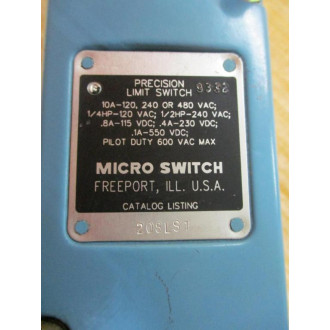 PRECISION
LIMIT SWITCH 9332
10A-120, 240 OR 480 VAC;
1/4HP-120 VAC; 1/2HP-240 VAC;
.8A-115 VDC; .4A-230 VDC;
.1A-550 VDC;
PILOT DUTY 600 VAC MAX
MICRO SWITCH
FREEPORT, ILL. U.S.A.
CATALOG LISTING
208LS1